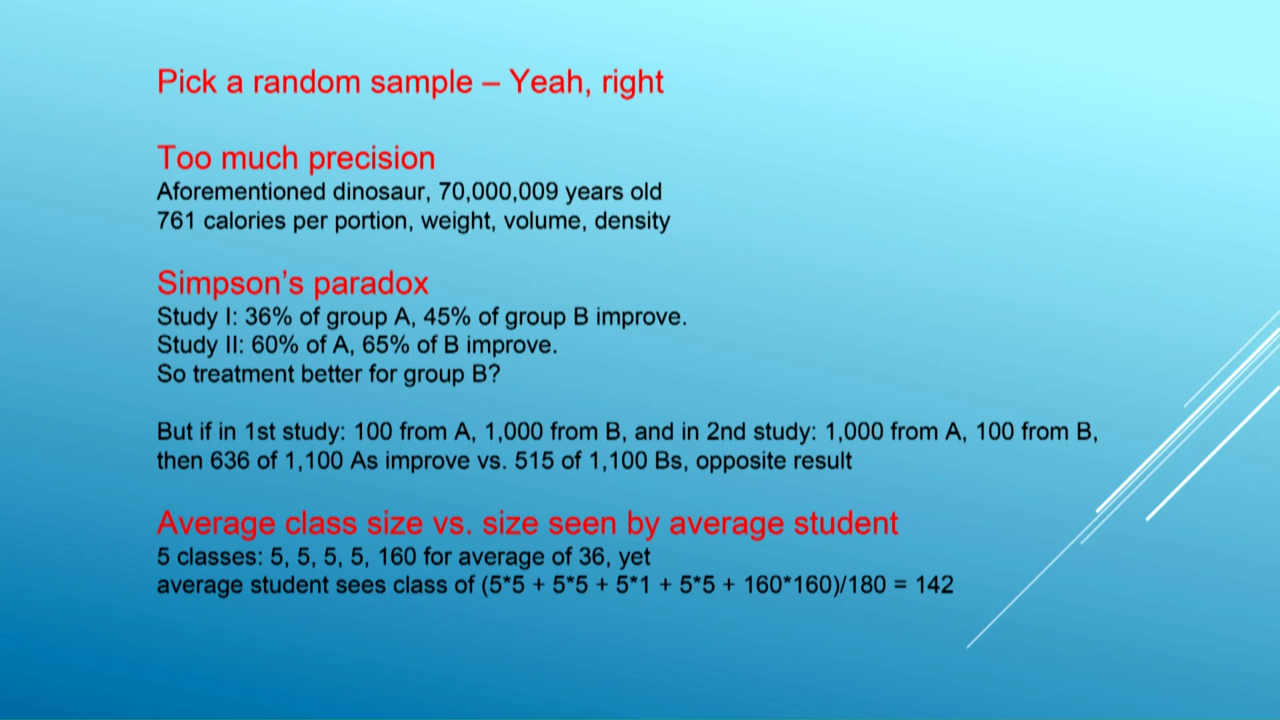 Pick a random sample – Yeah, right
Too much precision
Aforementioned dinosaur, 70,000,009 years old
761 calories per portion, weight, volume, density
Simpson's paradox
Study I: 36% of group A, 45% of group B improve.
Study II: 60% of A, 65% of B improve.
So treatment better for group B?
But if in 1st study: 100 from A, 1,000 from B, and in 2nd study: 1,000 from A, 100 from B,
then 636 of 1,100 As improve vs. 515 of 1,100 Bs, opposite result
Average class size vs. size seen by average student
5 classes: 5, 5, 5, 5, 160 for average of 36, yet
average student sees class of (5*5 + 5*5 + 5*1 + 5*5 + 160*160)/180 = 142